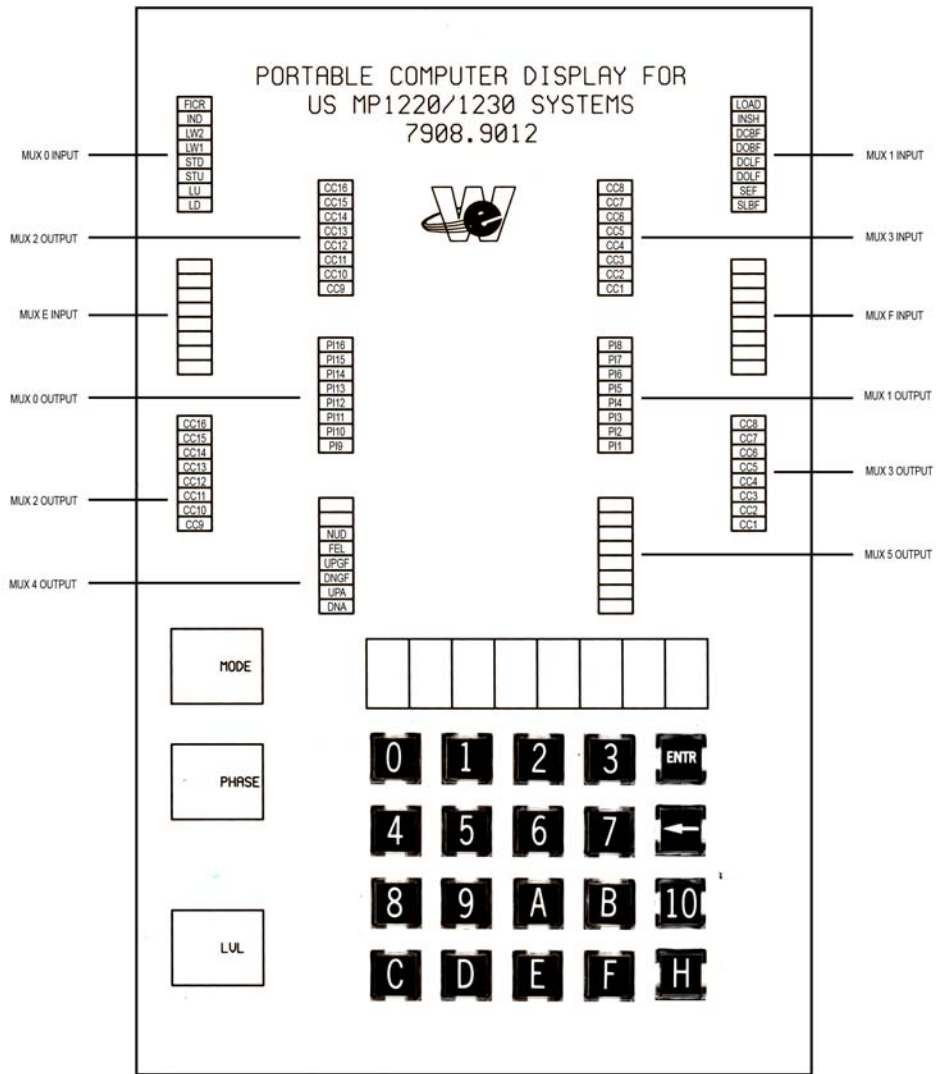 PORTABLE COMPUTER DISPLAY FOR
US MP1220/1230 SYSTEMS
7908.9012
MUX 0 INPUT
FICR
IND
LW2
LW1
STD
STU
LU
LD
LOAD
INSH
DCBF
DOBF
DCLF
DOLF
SEF
SLBF
MUX 1 INPUT
MUX 2 OUTPUT
CC16
CC15
CC14
CC13
CC12
CC11
CC10
CC9
W
CC8
CC7
CC6
CC5
CC4
CC3
CC2
CC1
MUX 3 INPUT
MUX E INPUT
MUX F INPUT
MUX 0 OUTPUT
PI16
PI15
PI14
PI13
PI12
PI11
PI10
PI9
PI8
PI7
PI6
PI5
PI4
PI3
PI2
PI1
MUX 1 OUTPUT
MUX 2 OUTPUT
CC16
CC15
CC14
CC13
CC12
CC11
CC10
CC9
CC8
CC7
CC6
CC5
CC4
CC3
CC2
CC1
MUX 3 OUTPUT
MUX 4 OUTPUT
NUD
FEL
UPGF
DNGF
UPA
DNA
MUX 5 OUTPUT
MODE
PHASE
LVL
0 1 2 3 ENTR
4 5 6 7 ←
8 9 A B 10
C D E F H